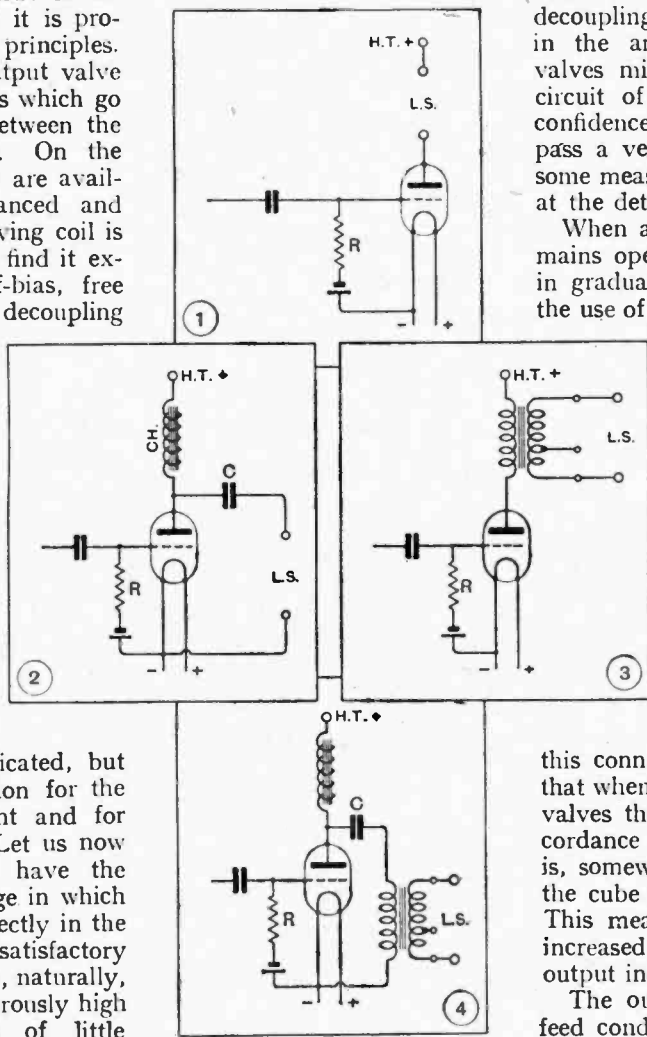 it is pro-
principles.
tput valve
s which go
etween the
. On the
are avail-
anced and
ving coil is
find it ex-
f-bias, free
decoupling
H.T. +
L.S.
R
- +
1
decoupling
in the an
valves mi
circuit of
confidence
pass a ve
some meas
at the det
When a
mains ope
in gradua
the use of
H.T. +
CH.
C
R
L.S.
- +
2
H.T. +
L.S.
R
- +
3
icated, but
ion for the
nt and for
Let us now
have the
ge in which
ectly in the
satisfactory
, naturally,
rously high
of little
H.T. +
C
R
L.S.
- +
4
this conn
that when
valves th
cordance
is, somew
the cube
This mea
increased
output in
The ou
feed cond